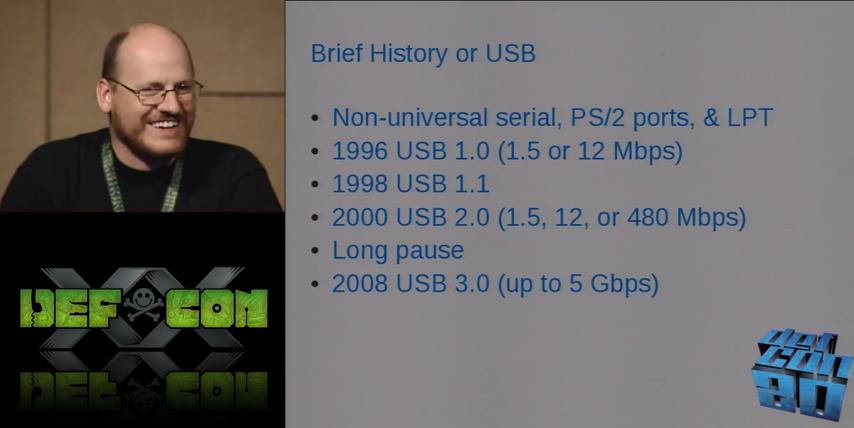 Brief History or USB
Non-universal serial, PS/2 ports, & LPT
1996 USB 1.0 (1.5 or 12 Mbps)
1998 USB 1.1
2000 USB 2.0 (1.5, 12, or 480 Mbps)
Long pause
2008 USB 3.0 (up to 5 Gbps)
XX
DEF CON
def
con
20